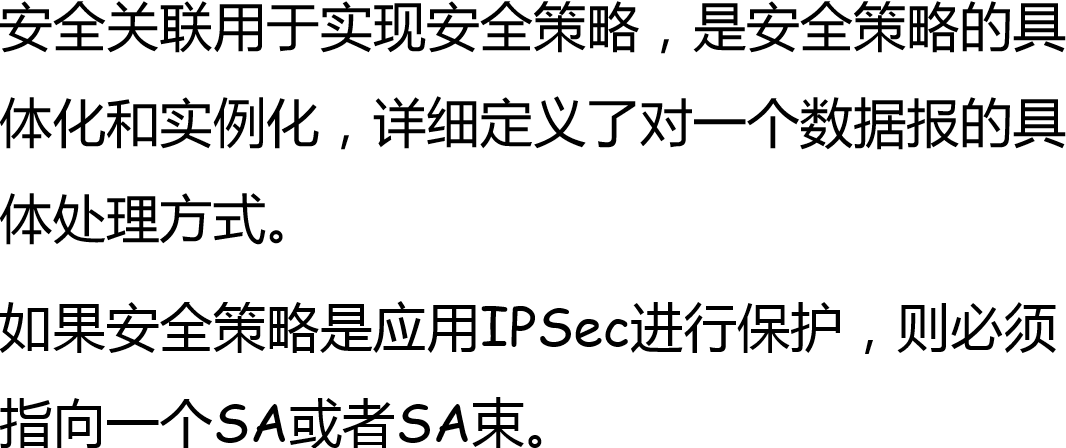 安全关联用于实现安全策略，是安全策略的具
体化和实例化，详细定义了对一个数据报的具
体处理方式。
如果安全策略是应用IPSec进行保护，则必须
指向一个SA或者SA束。